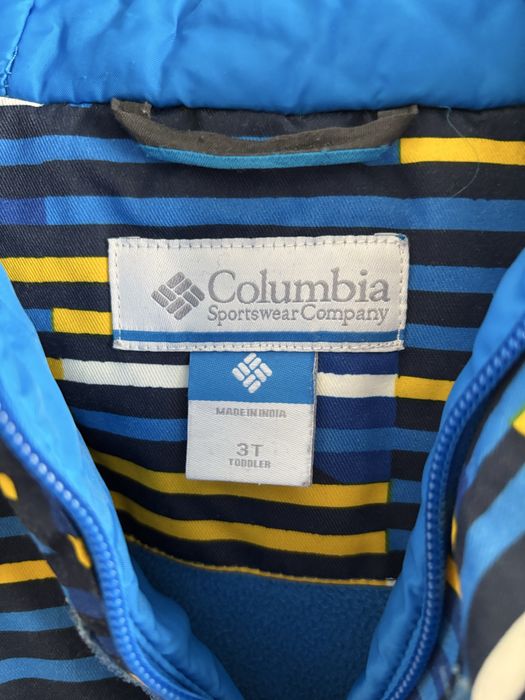 Columbia
Sportswear Company
MADE IN INDIA
3T
TODDLER